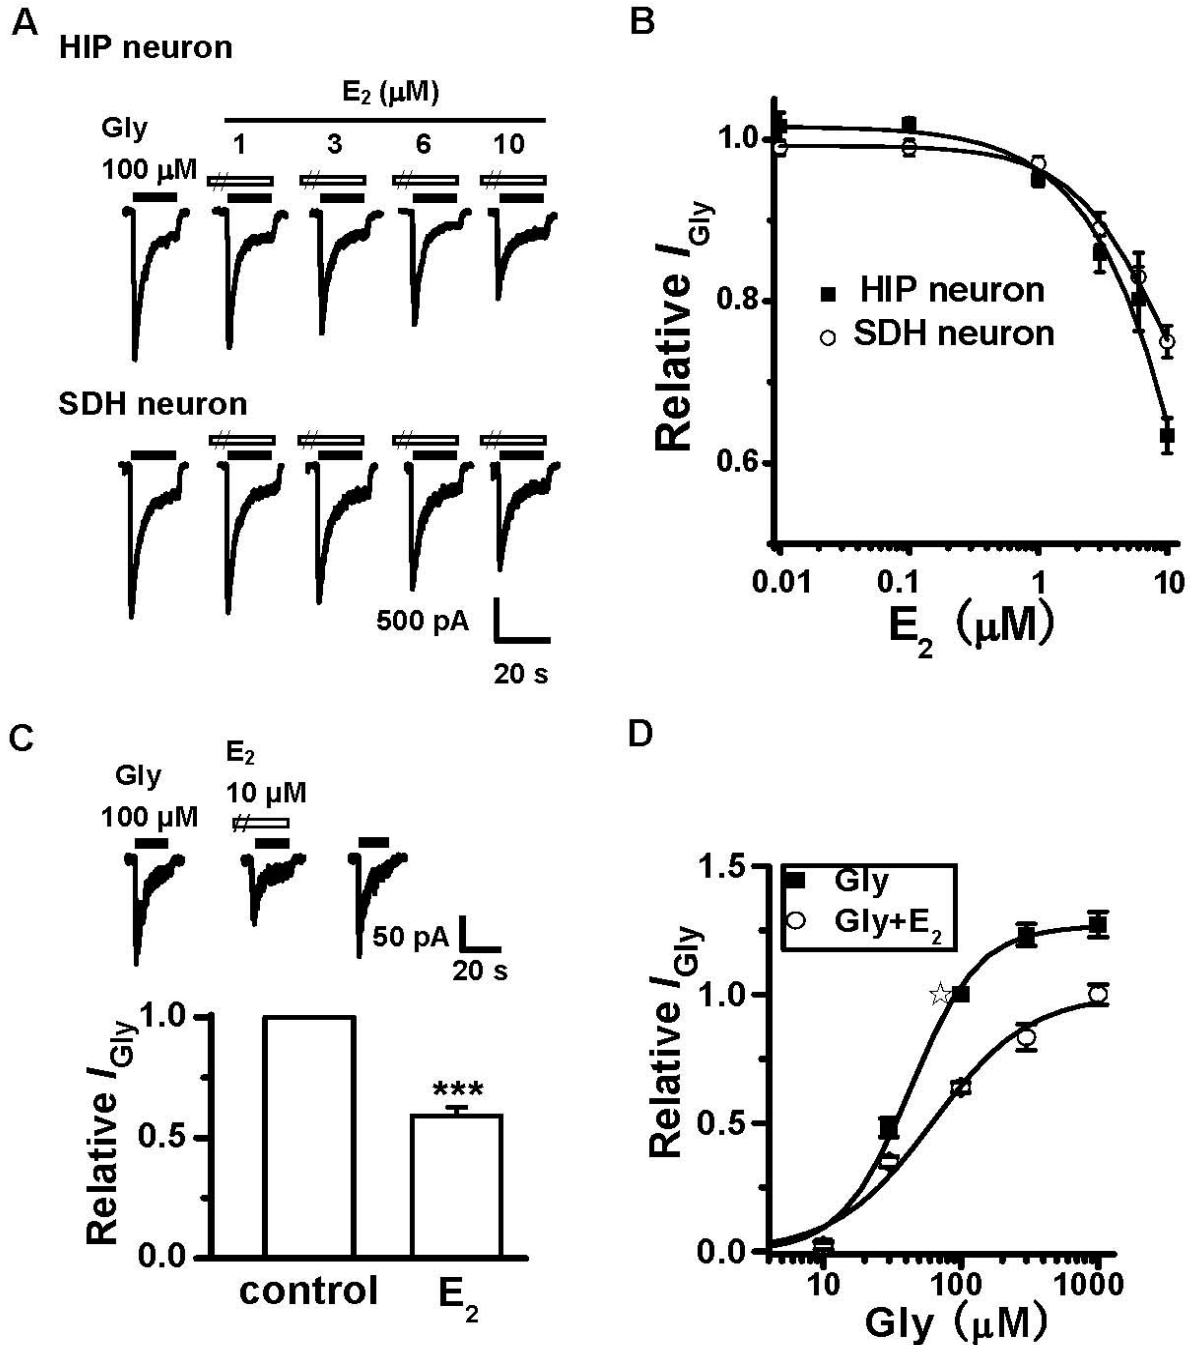 A
HIP neuron
E₂ (μM)
Gly
100 μM
1 3 6 10
SDH neuron
500 pA
20 s
B
Relative I_Gly
1.0
0.8
0.6
HIP neuron
SDH neuron
0.01 0.1 1 10
E₂ (μM)
C
Gly
100 μM
E₂
10 μM
50 pA
20 s
Relative I_Gly
1.0
0.5
0.0
***
control E₂
D
Relative I_Gly
1.5
1.0
0.5
0.0
Gly
Gly+E₂
☆
10 100 1000
Gly (μM)